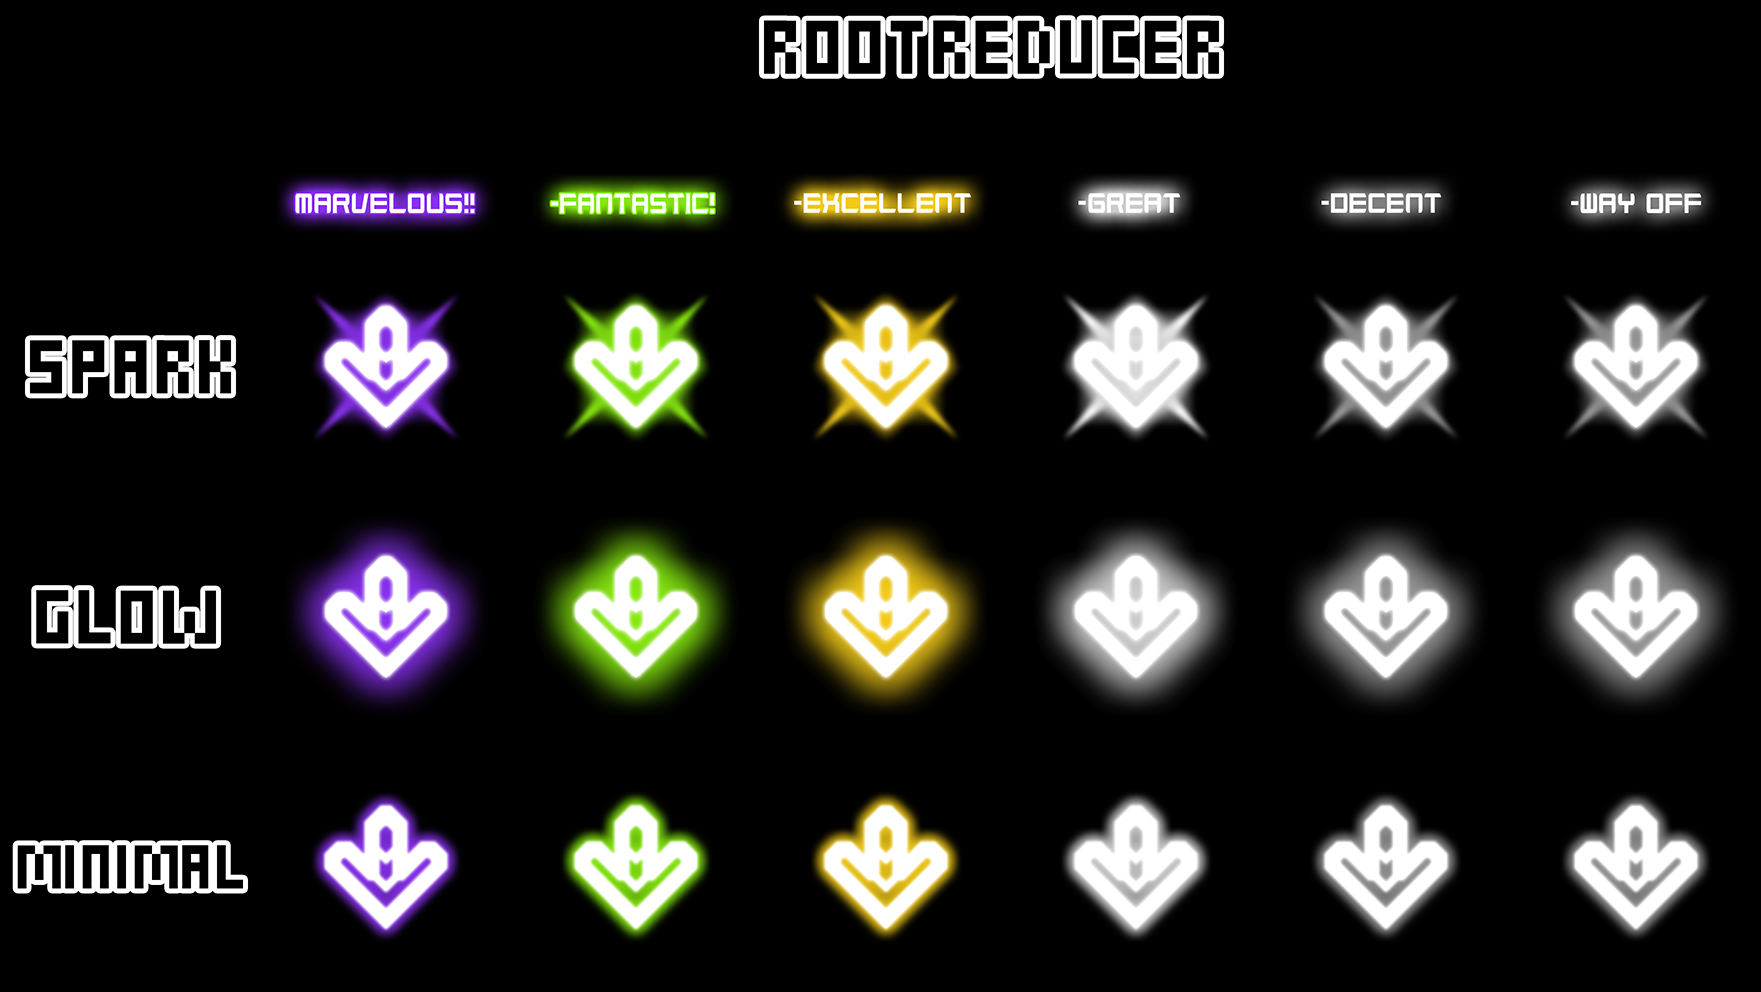 ROOTREDUCER
MARVELOUS!! -FANTASTIC! -EXCELLENT -GREAT -DECENT -WAY OFF
SPARK
GLOW
MINIMAL